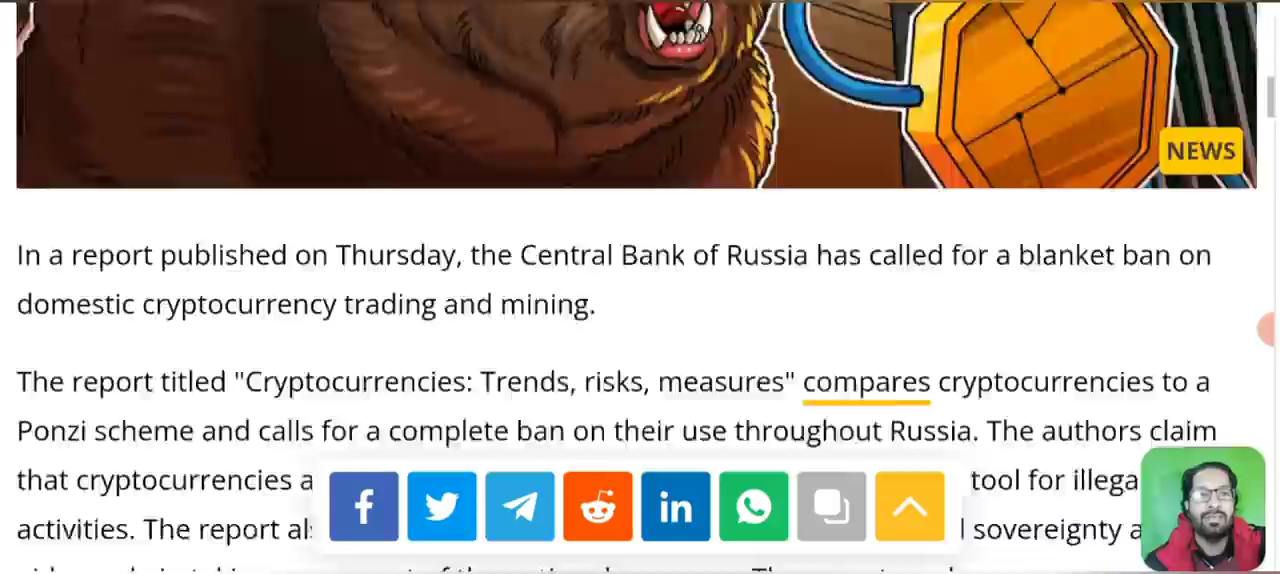 NEWS
In a report published on Thursday, the Central Bank of Russia has called for a blanket ban on
domestic cryptocurrency trading and mining.
The report titled "Cryptocurrencies: Trends, risks, measures" compares cryptocurrencies to a
Ponzi scheme and calls for a complete ban on their use throughout Russia. The authors claim
that cryptocurrencies tool for
activities. The report sovereignty